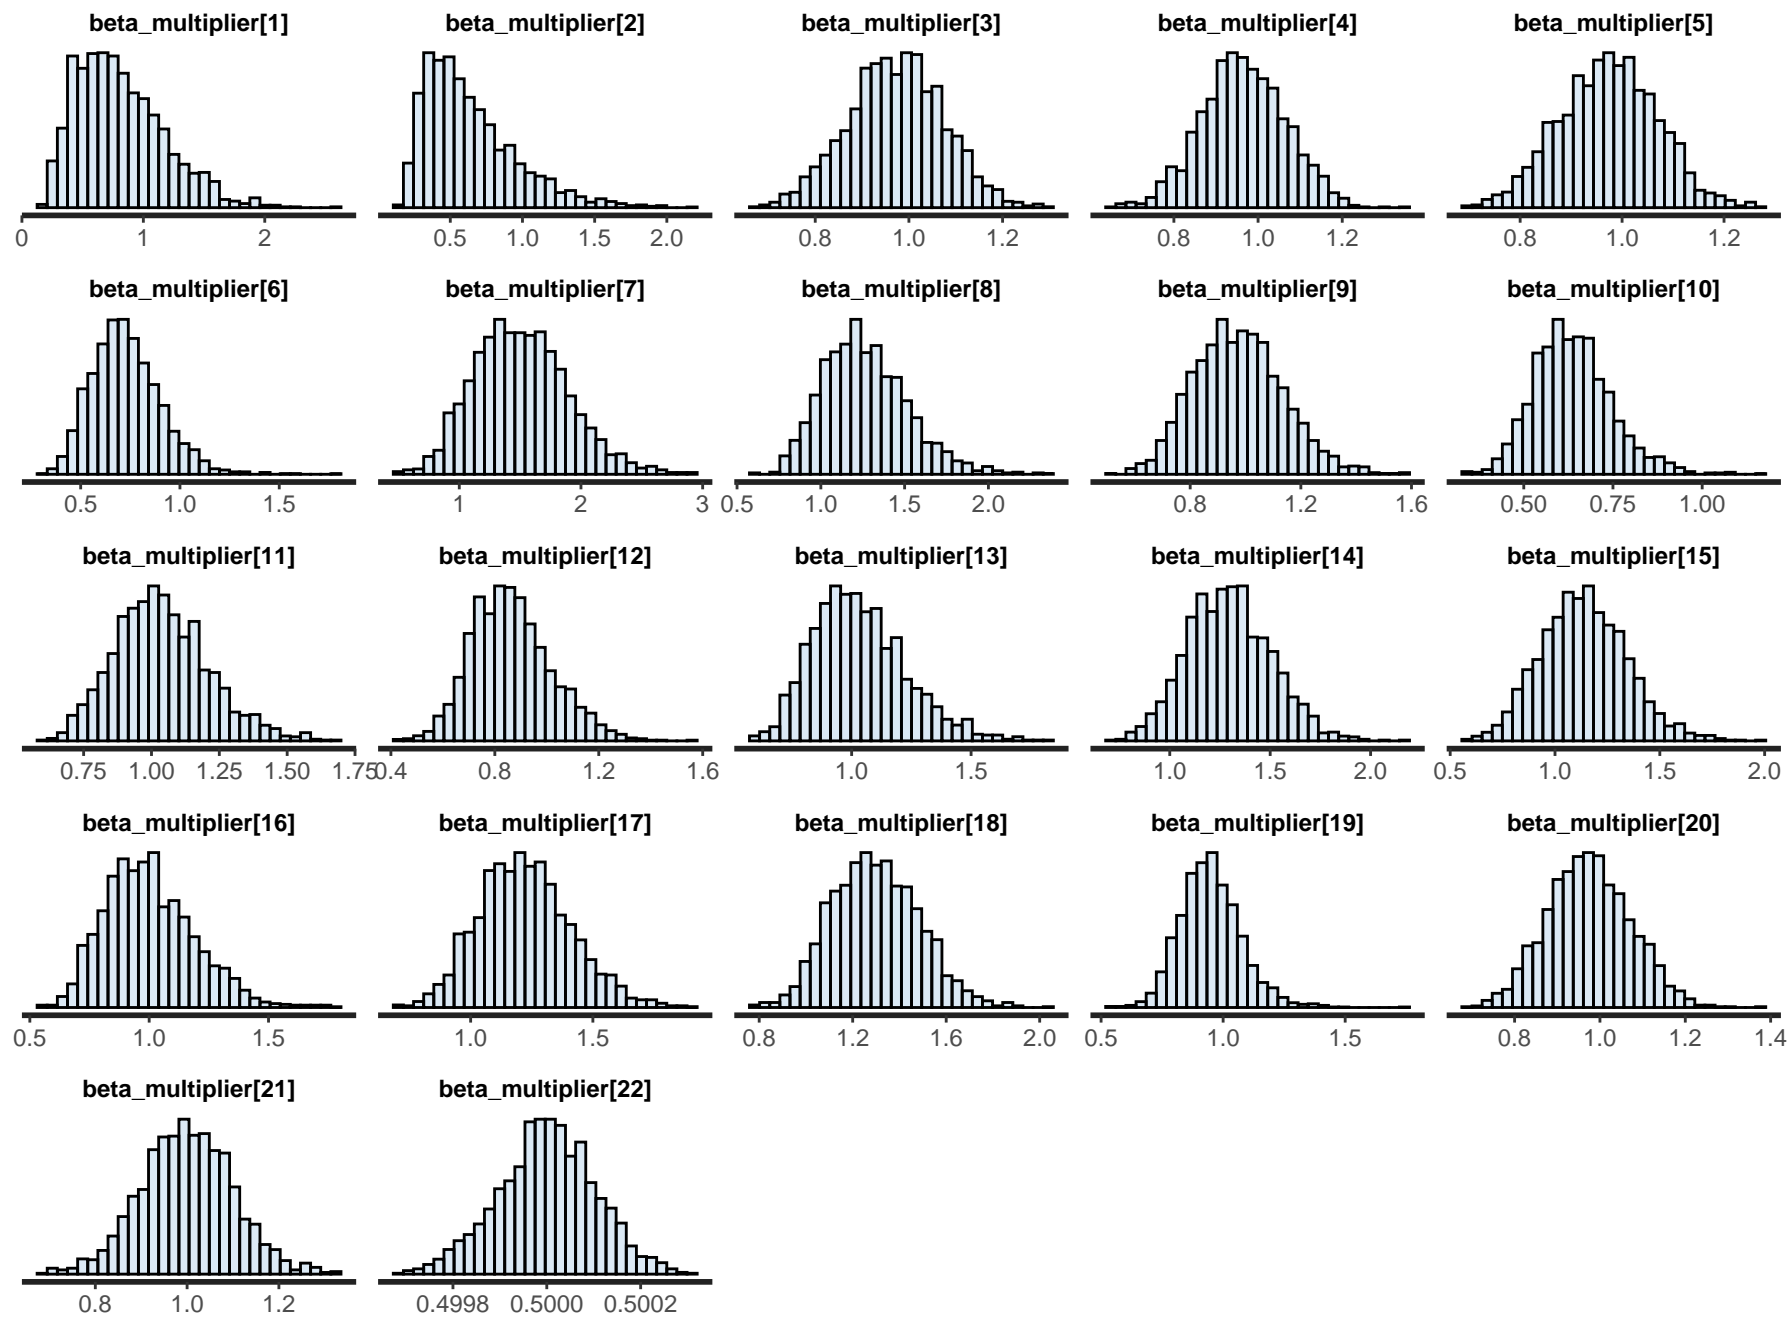 beta_multiplier[1] beta_multiplier[2] beta_multiplier[3] beta_multiplier[4] beta_multiplier[5]
0 1 2 0.5 1.0 1.5 2.0 0.8 1.0 1.2 0.8 1.0 1.2 0.8 1.0 1.2
beta_multiplier[6] beta_multiplier[7] beta_multiplier[8] beta_multiplier[9] beta_multiplier[10]
0.5 1.0 1.5 1 2 3 0.5 1.0 1.5 2.0 0.8 1.2 1.6 0.50 0.75 1.00
beta_multiplier[11] beta_multiplier[12] beta_multiplier[13] beta_multiplier[14] beta_multiplier[15]
0.75 1.00 1.25 1.50 1.75 0.4 0.8 1.2 1.6 1.0 1.5 1.0 1.5 2.0 0.5 1.0 1.5 2.0
beta_multiplier[16] beta_multiplier[17] beta_multiplier[18] beta_multiplier[19] beta_multiplier[20]
0.5 1.0 1.5 1.0 1.5 0.8 1.2 1.6 2.0 0.5 1.0 1.5 0.8 1.0 1.2 1.4
beta_multiplier[21] beta_multiplier[22]
0.8 1.0 1.2 0.4998 0.5000 0.5002